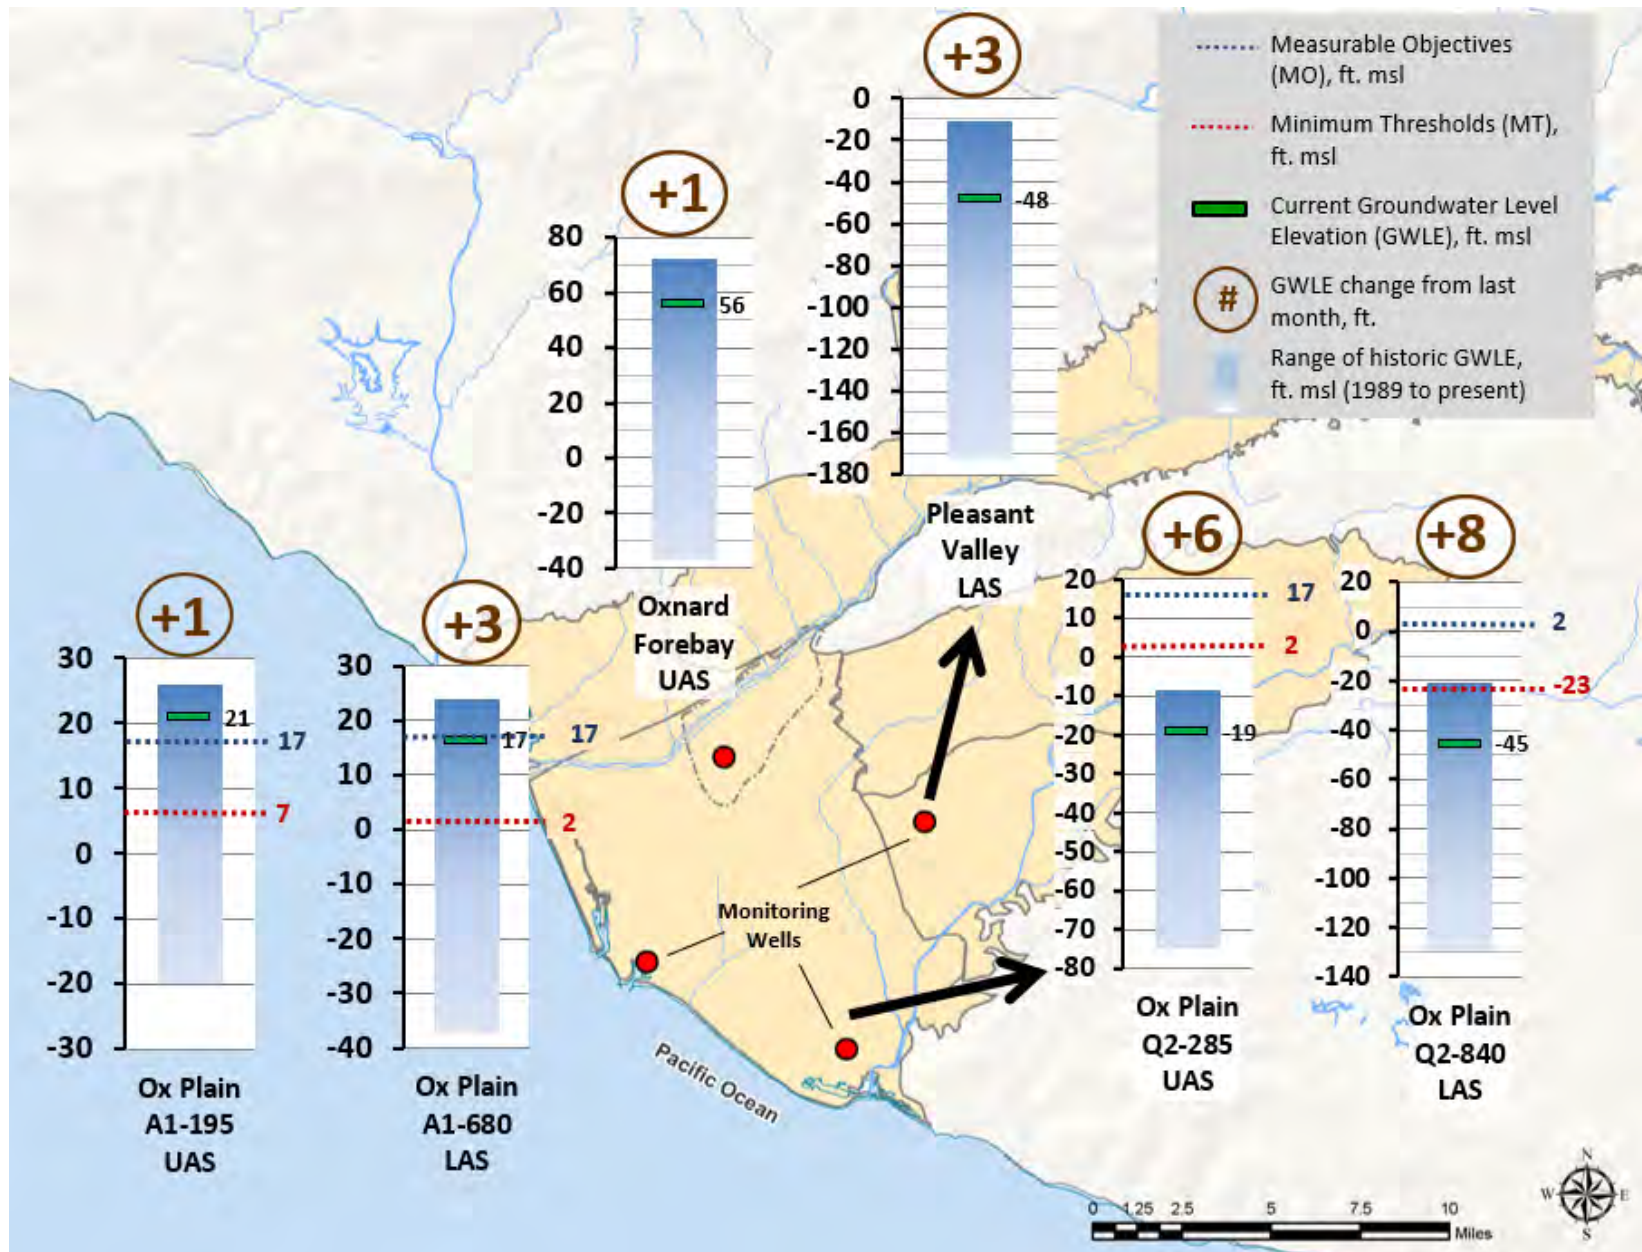 Measurable Objectives
(MO), ft. msl
Minimum Thresholds (MT),
ft. msl
Current Groundwater Level
Elevation (GWLE), ft. msl
#
GWLE change from last
month, ft.
Range of historic GWLE,
ft. msl (1989 to present)
+3
0
-20
-40
-60
-80
-100
-120
-140
-160
-180
-48
Pleasant
Valley
LAS
+1
80
60
40
20
0
-20
-40
56
Oxnard
Forebay
UAS
+1
30
20
10
0
-10
-20
-30
21
17
7
Ox Plain
A1-195
UAS
+3
30
20
10
0
-10
-20
-30
-40
17
17
2
Ox Plain
A1-680
LAS
+6
20
10
0
-10
-20
-30
-40
-50
-60
-70
-80
17
2
-19
Ox Plain
Q2-285
UAS
+8
20
0
-20
-40
-60
-80
-100
-120
-140
2
-23
-45
Ox Plain
Q2-840
LAS
Monitoring
Wells
Pacific Ocean
N
W
E
S
0 1.25 2.5 5 7.5 10
Miles